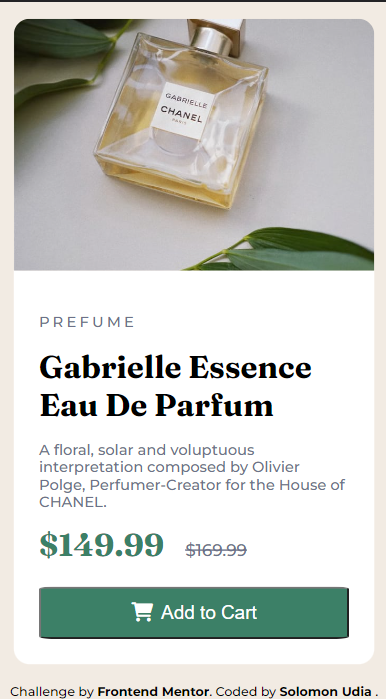 GABRIELLE
CHANEL
PARIS
PREFUME
Gabrielle Essence
Eau De Parfum
A floral, solar and voluptuous
interpretation composed by Olivier
Polge, Perfumer-Creator for the House of
CHANEL.
$149.99 $169.99
Add to Cart
Challenge by Frontend Mentor. Coded by Solomon Udia .